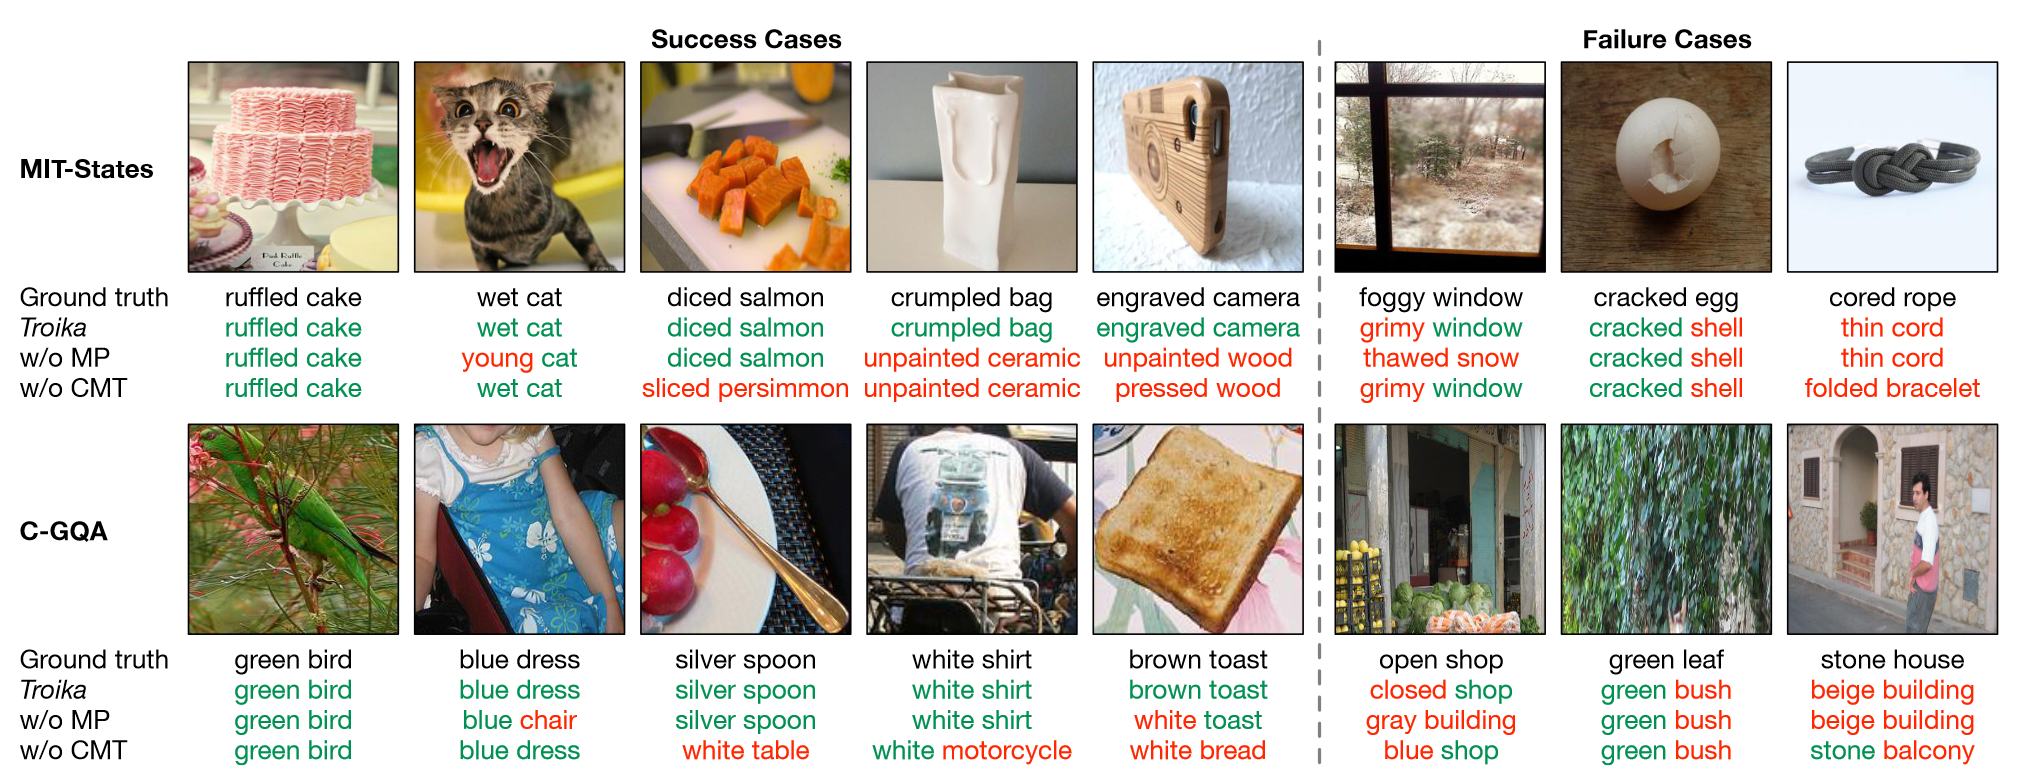 Success Cases Failure Cases
Pink Ruffle
Cake
MIT-States
Ground truth ruffled cake wet cat diced salmon crumpled bag engraved camera foggy window cracked egg cored rope
Troika ruffled cake wet cat diced salmon crumpled bag engraved camera grimy window cracked shell thin cord
w/o MP ruffled cake young cat diced salmon unpainted ceramic unpainted wood thawed snow cracked shell thin cord
w/o CMT ruffled cake wet cat sliced persimmon unpainted ceramic pressed wood grimy window cracked shell folded bracelet
C-GQA
Ground truth green bird blue dress silver spoon white shirt brown toast open shop green leaf stone house
Troika green bird blue dress silver spoon white shirt brown toast closed shop green bush beige building
w/o MP green bird blue chair silver spoon white shirt white toast gray building green bush beige building
w/o CMT green bird blue dress white table white motorcycle white bread blue shop green bush stone balcony